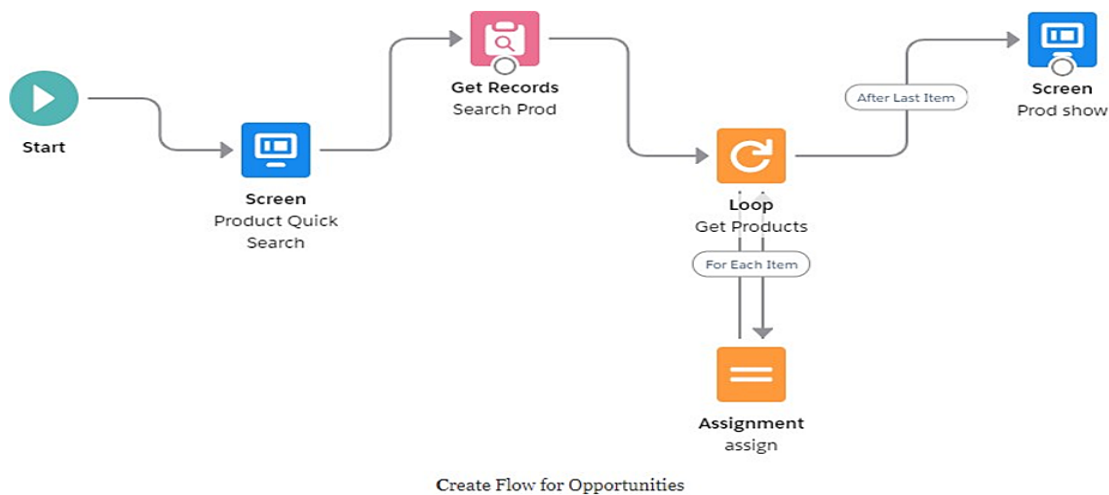 Start
Screen
Product Quick
Search
Get Records
Search Prod
Loop
Get Products
For Each Item
Assignment
assign
After Last Item
Screen
Prod show
Create Flow for Opportunities